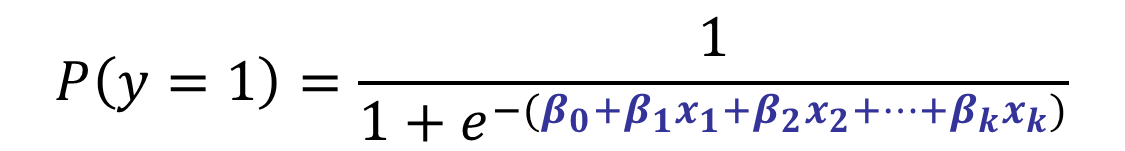 P(y = 1) = 1 / 1 + e^−(β₀+β₁x₁+β₂x₂+⋯+βₖxₖ)